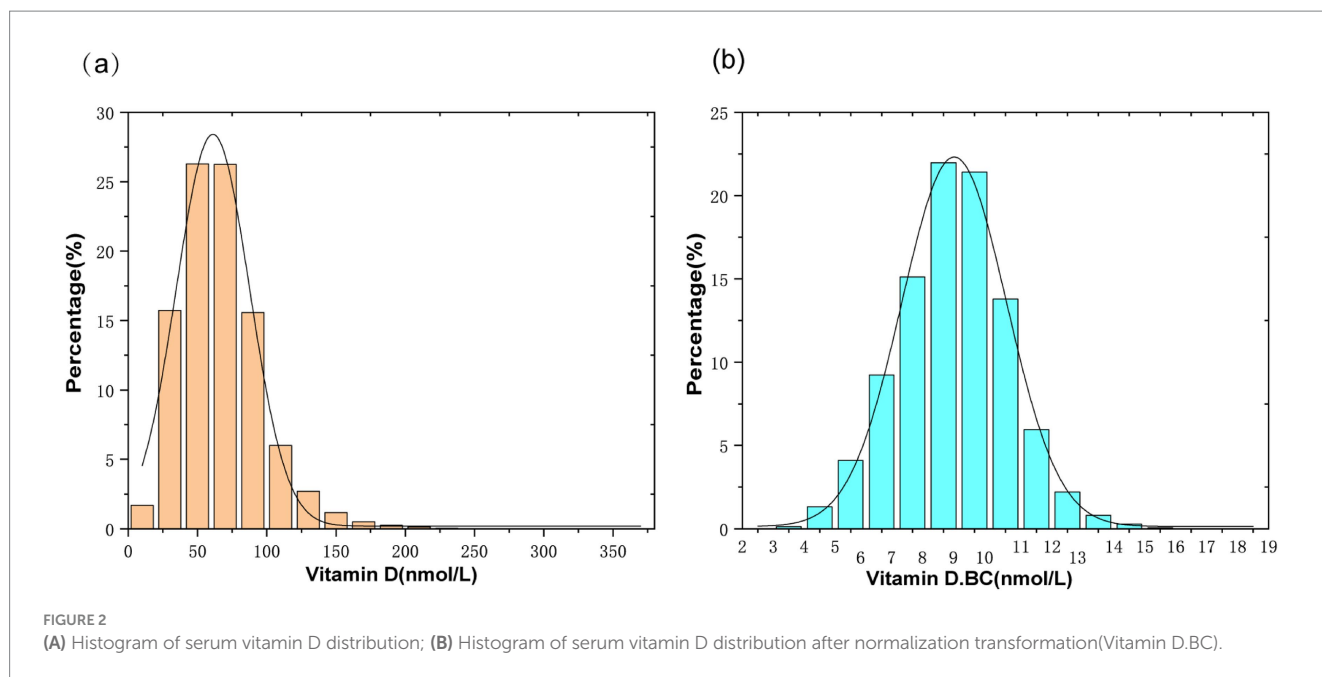 (a)
(b)
30
25
20
15
10
5
0
Percentage(%)
0 50 100 150 200 250 300 350
Vitamin D(nmol/L)
25
20
15
10
5
0
Percentage(%)
2 3 4 5 6 7 8 9 10 11 12 13 14 15 16 17 18 19
Vitamin D.BC(nmol/L)
FIGURE 2
(A) Histogram of serum vitamin D distribution; (B) Histogram of serum vitamin D distribution after normalization transformation(Vitamin D.BC).